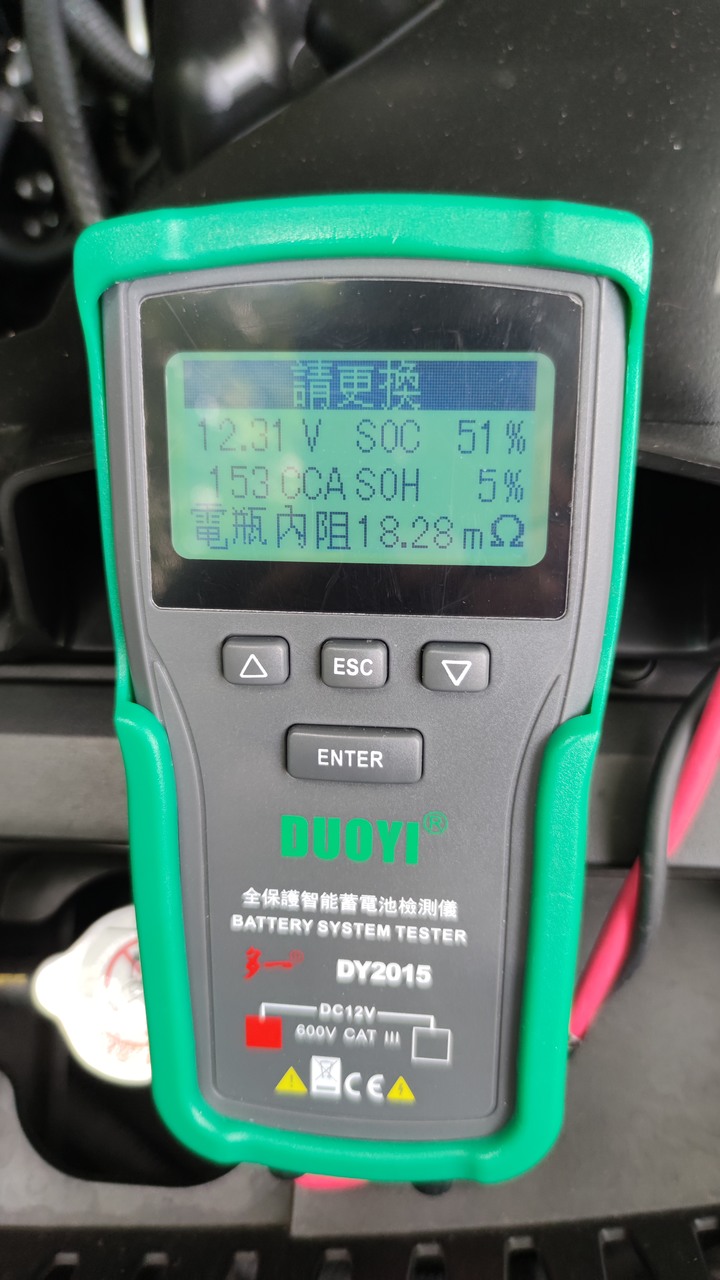 請更換
12.31 V SOC 51%
153 CCA SOH 5%
電瓶內阻18.28mΩ
△ ESC ▽
ENTER
DUOYI®
全保護智能蓄電池檢測儀
BATTERY SYSTEM TESTER
多一® DY2015
DC12V
600V CAT III
CE